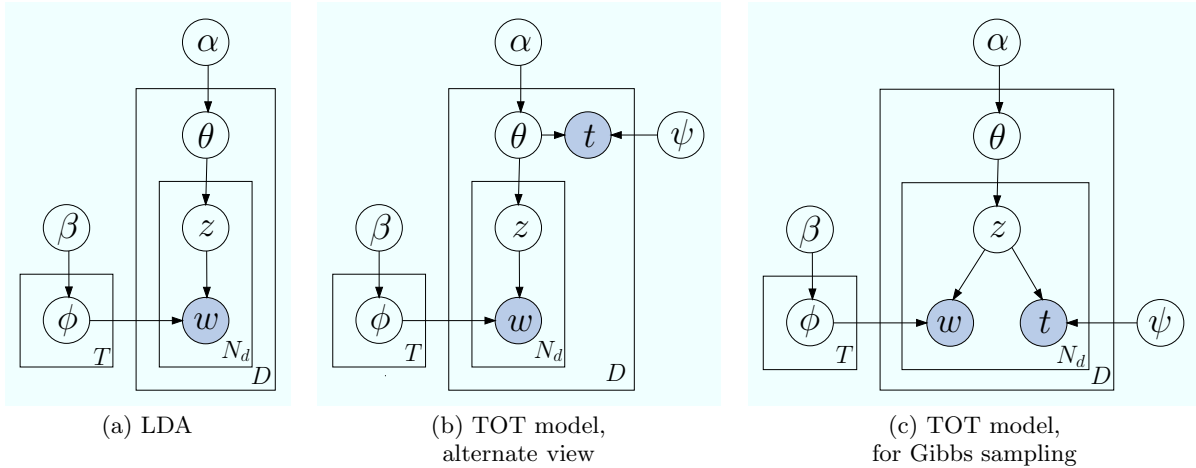 α
θ
β
z
ϕ
w
T
N_d
D
(a) LDA
α
θ
t
ψ
β
z
ϕ
w
T
N_d
D
(b) TOT model,
alternate view
α
θ
β
z
ϕ
w
t
ψ
T
N_d
D
(c) TOT model,
for Gibbs sampling